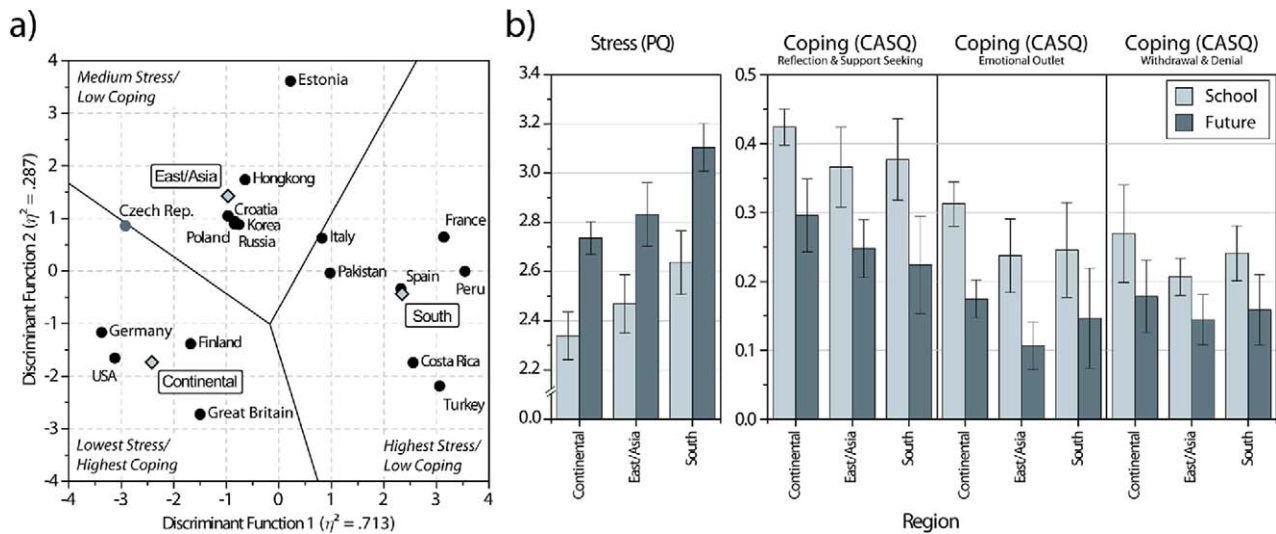 a)
4
3
2
1
0
-1
-2
-3
-4
Discriminant Function 2 (η² = .287)
Medium Stress/
Low Coping
Estonia
East/Asia
Hongkong
Czech Rep.
Croatia
Poland
Korea
Russia
Italy
France
Pakistan
Spain
Peru
South
Germany
Finland
USA
Continental
Costa Rica
Turkey
Great Britain
Lowest Stress/
Highest Coping
Highest Stress/
Low Coping
-4 -3 -2 -1 0 1 2 3 4
Discriminant Function 1 (η² = .713)
b)
Stress (PQ)
3.4
3.2
3.0
2.8
2.6
2.4
2.2
0.0
Continental
East/Asia
South
Coping (CASQ)
Reflection & Support Seeking
Coping (CASQ)
Emotional Outlet
Coping (CASQ)
Withdrawal & Denial
0.5
0.4
0.3
0.2
0.1
0.0
School
Future
Continental
East/Asia
South
Continental
East/Asia
South
Continental
East/Asia
South
Region